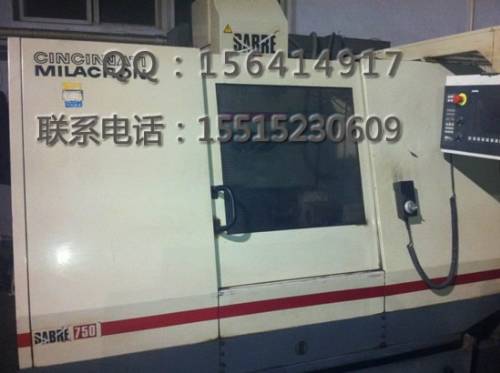 SABRE
CINCINNATI
MILACRON
QQ：156414917
联系电话：15515230609
SABRE 750